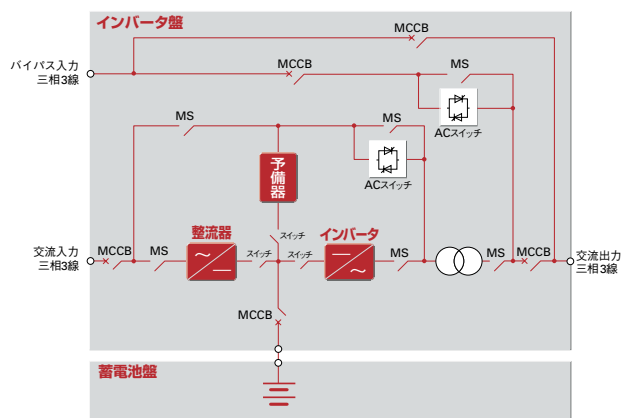 インバータ盤
MCCB
バイパス入力
三相3線
MCCB
MS
ACスイッチ
MS
MS
ACスイッチ
予備器
スイッチ
交流入力
三相3線
MCCB
MS
整流器
スイッチ
スイッチ
インバータ
MS
MS
MCCB
交流出力
三相3線
MCCB
蓄電池盤